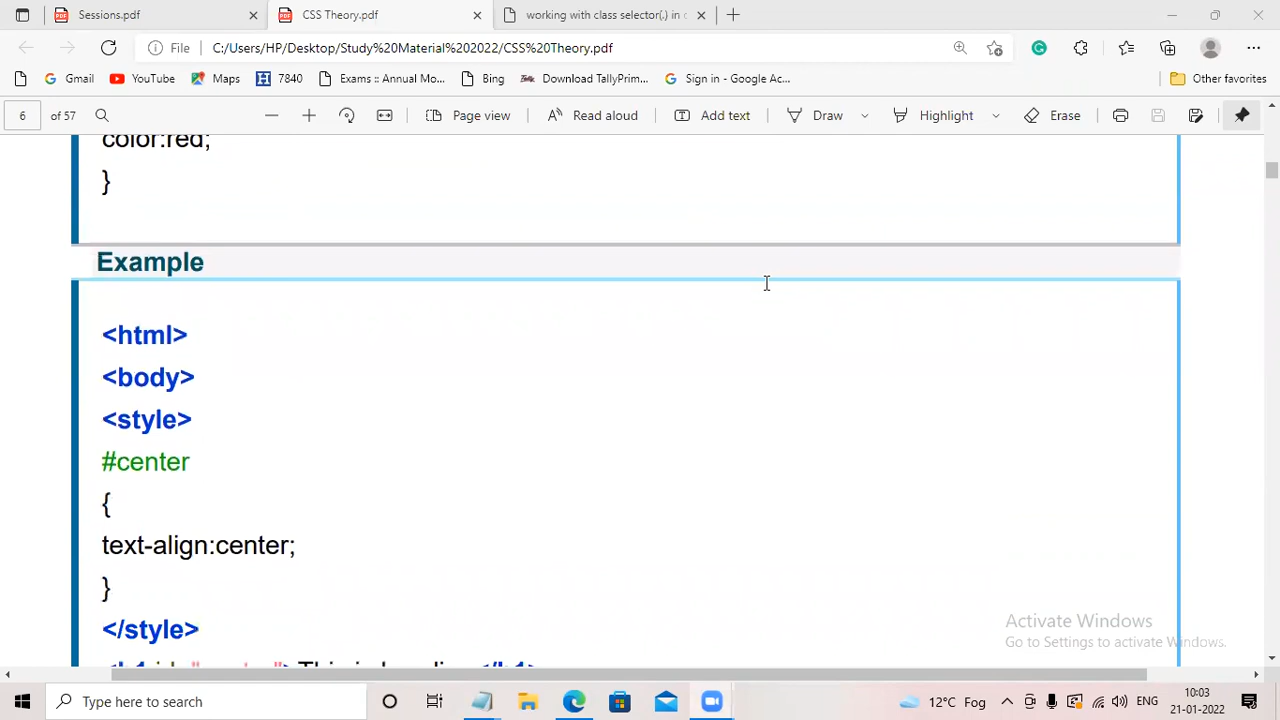 Sessions.pdf
CSS Theory.pdf
working with class selector(.) in c
File
C:/Users/HP/Desktop/Study%20Material%202022/CSS%20Theory.pdf
Gmail
YouTube
Maps
7840
Exams :: Annual Mo...
Bing
Download TallyPrim...
Sign in - Google Ac...
Other favorites
6 of 57
Page view
Read aloud
Add text
Draw
Highlight
Erase
color:red;
}
Example
<html>
<body>
<style>
#center
{
text-align:center;
}
</style>
Activate Windows
Go to Settings to activate Windows.
Type here to search
12°C Fog
ENG
10:03
21-01-2022